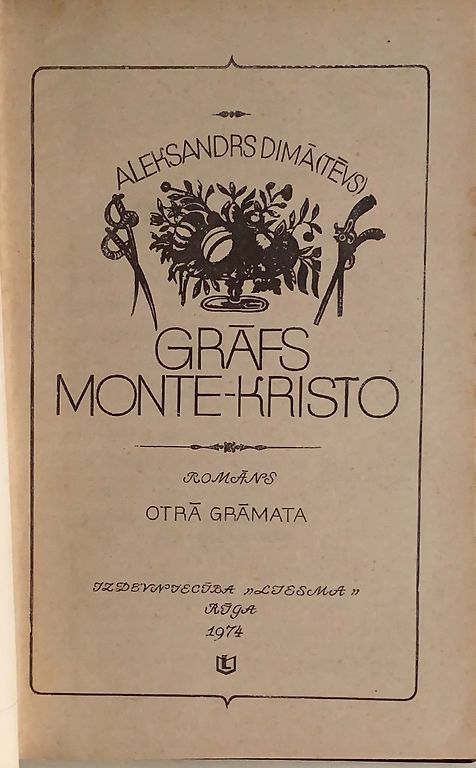 ALEKSANDRS DIMĀ (TĒVS)
GRĀFS
MONTE-KRISTO
ROMĀNS
OTRĀ GRĀMATA
IZDEVNIECĪBA „LIESMA”
RĪGA
1974